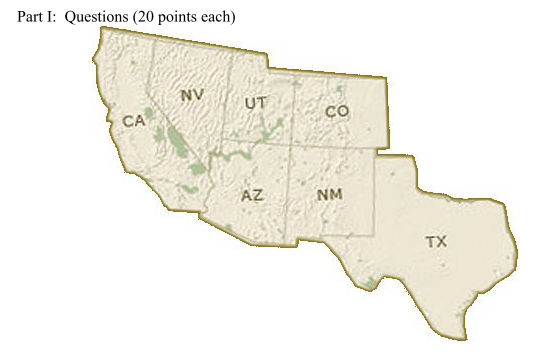 Part I:  Questions (20 points each)
NV
UT
CO
CA
AZ
NM
TX